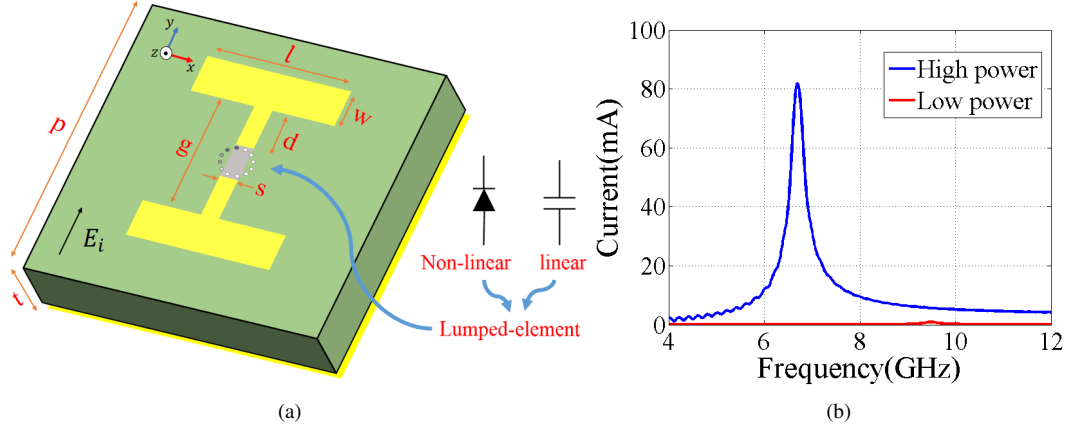 y
z
x
l
w
p
g
d
s
E_i
t
Non-linear
linear
Lumped-element
(a)
100
80
60
40
20
0
Current(mA)
High power
Low power
4
6
8
10
12
Frequency(GHz)
(b)